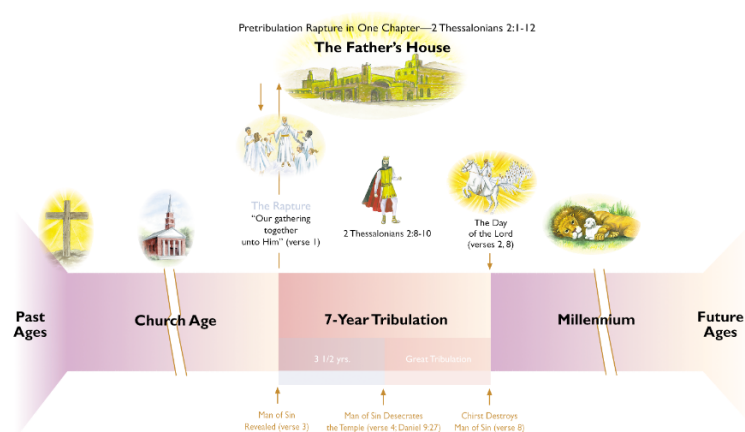 Pretribulation Rapture in One Chapter—2 Thessalonians 2:1-12
The Father's House
The Rapture
"Our gathering
together
unto Him" (verse 1)
2 Thessalonians 2:8-10
The Day
of the Lord
(verses 2, 8)
Past
Ages
Church Age
7-Year Tribulation
Millennium
Future
Ages
3 1/2 yrs.
Great Tribulation
Man of Sin
Revealed (verse 3)
Man of Sin Desecrates
the Temple (verse 4; Daniel 9:27)
Chirst Destroys
Man of Sin (verse 8)